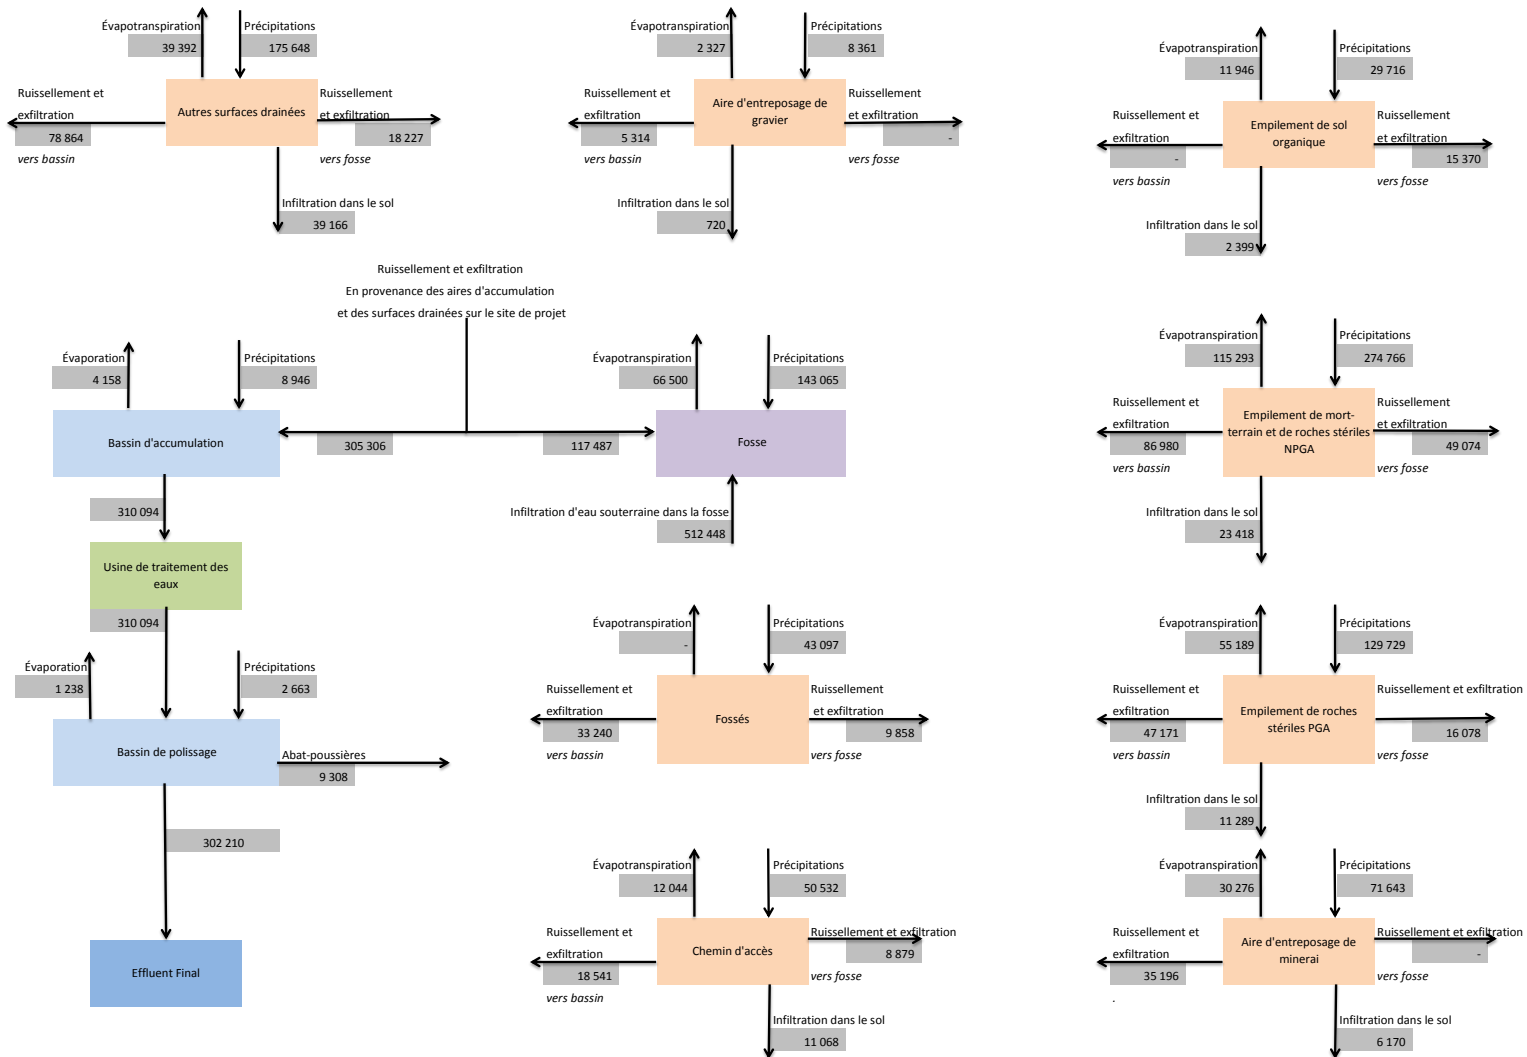 Évapotranspiration
39 392
Précipitations
175 648
Ruissellement et
exfiltration
78 864
vers bassin
Autres surfaces drainées
Ruissellement
et exfiltration
18 227
vers fosse
Infiltration dans le sol
39 166
Évapotranspiration
2 327
Précipitations
8 361
Ruissellement et
exfiltration
5 314
vers bassin
Aire d'entreposage de
gravier
Ruissellement
et exfiltration
-
vers fosse
Infiltration dans le sol
720
Évapotranspiration
11 946
Précipitations
29 716
Ruissellement et
exfiltration
-
vers bassin
Empilement de sol
organique
Ruissellement
et exfiltration
15 370
vers fosse
Infiltration dans le sol
2 399
Ruissellement et exfiltration
En provenance des aires d'accumulation
et des surfaces drainées sur le site de projet
Évaporation
4 158
Précipitations
8 946
Bassin d'accumulation
305 306
117 487
Évapotranspiration
66 500
Précipitations
143 065
Fosse
Infiltration d'eau souterraine dans la fosse
512 448
310 094
Usine de traitement des
eaux
310 094
Évaporation
1 238
Précipitations
2 663
Bassin de polissage
Abat-poussières
9 308
302 210
Effluent Final
Évapotranspiration
115 293
Précipitations
274 766
Ruissellement et
exfiltration
86 980
vers bassin
Empilement de mort-
terrain et de roches stériles
NPGA
Ruissellement
et exfiltration
49 074
vers fosse
Infiltration dans le sol
23 418
Évapotranspiration
-
Précipitations
43 097
Ruissellement et
exfiltration
33 240
vers bassin
Fossés
Ruissellement
et exfiltration
9 858
vers fosse
Évapotranspiration
55 189
Précipitations
129 729
Ruissellement et
exfiltration
47 171
vers bassin
Empilement de roches
stériles PGA
Ruissellement et exfiltration
16 078
vers fosse
Infiltration dans le sol
11 289
Évapotranspiration
12 044
Précipitations
50 532
Ruissellement et
exfiltration
18 541
vers bassin
Chemin d'accès
Ruissellement et exfiltration
8 879
vers fosse
Infiltration dans le sol
11 068
Évapotranspiration
30 276
Précipitations
71 643
Ruissellement et
exfiltration
35 196
.
Aire d'entreposage de
minerai
Ruissellement et exfiltration
-
vers fosse
Infiltration dans le sol
6 170